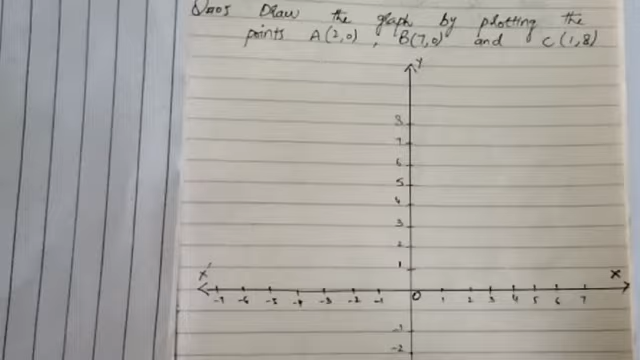 Q005 Draw the graph by plotting the
points A(2,0), B(7,0) and C(1,8)
Y
8
7
6
5
4
3
2
1
X' X
-7 -6 -5 -4 -3 -2 -1 0 1 2 3 4 5 6 7
-1
-2